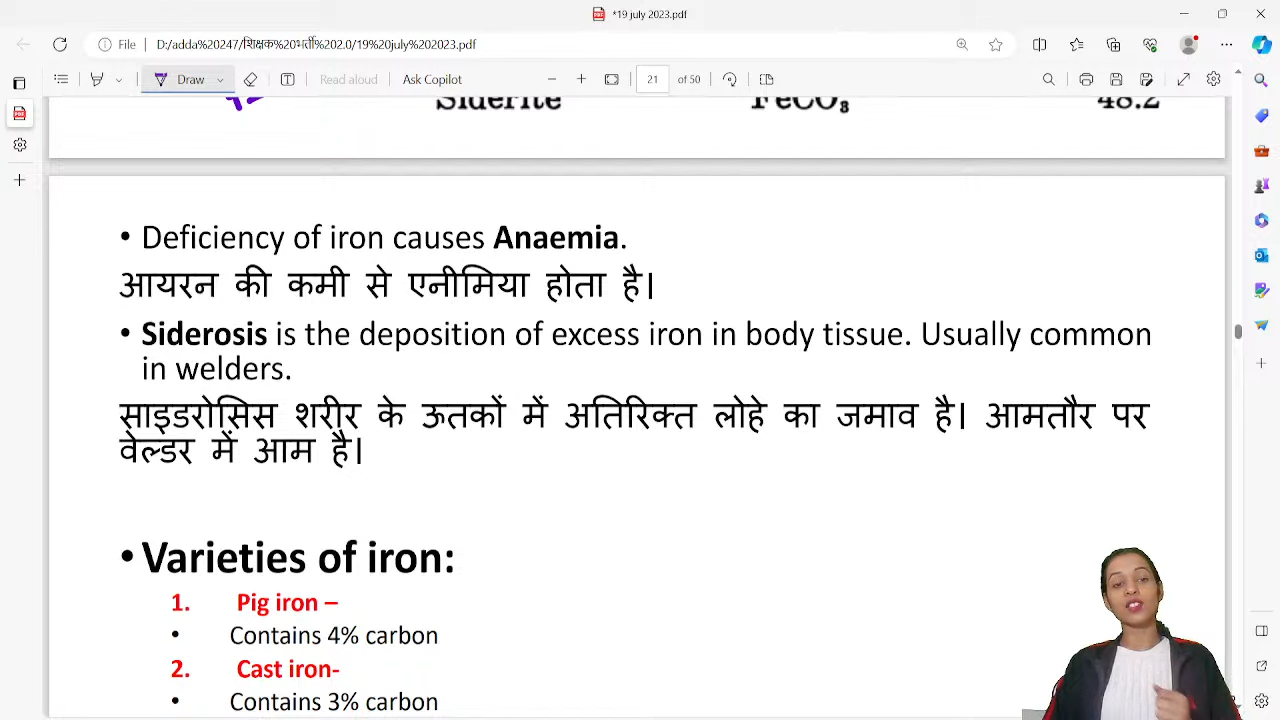 *19 july 2023.pdf
File D:/adda 20247/ 202.0/19 july %202023.pdf
Draw Read aloud Ask Copilot 21 of 50
Siderite FeCO₃ 48.2
• Deficiency of iron causes Anaemia.
आयरन की कमी से एनीमिया होता है।
• Siderosis is the deposition of excess iron in body tissue. Usually common
in welders.
साइडरोसिस शरीर के ऊतकों में अतिरिक्त लोहे का जमाव है। आमतौर पर
वेल्डर में आम है।
• Varieties of iron:
1. Pig iron –
• Contains 4% carbon
2. Cast iron-
• Contains 3% carbon